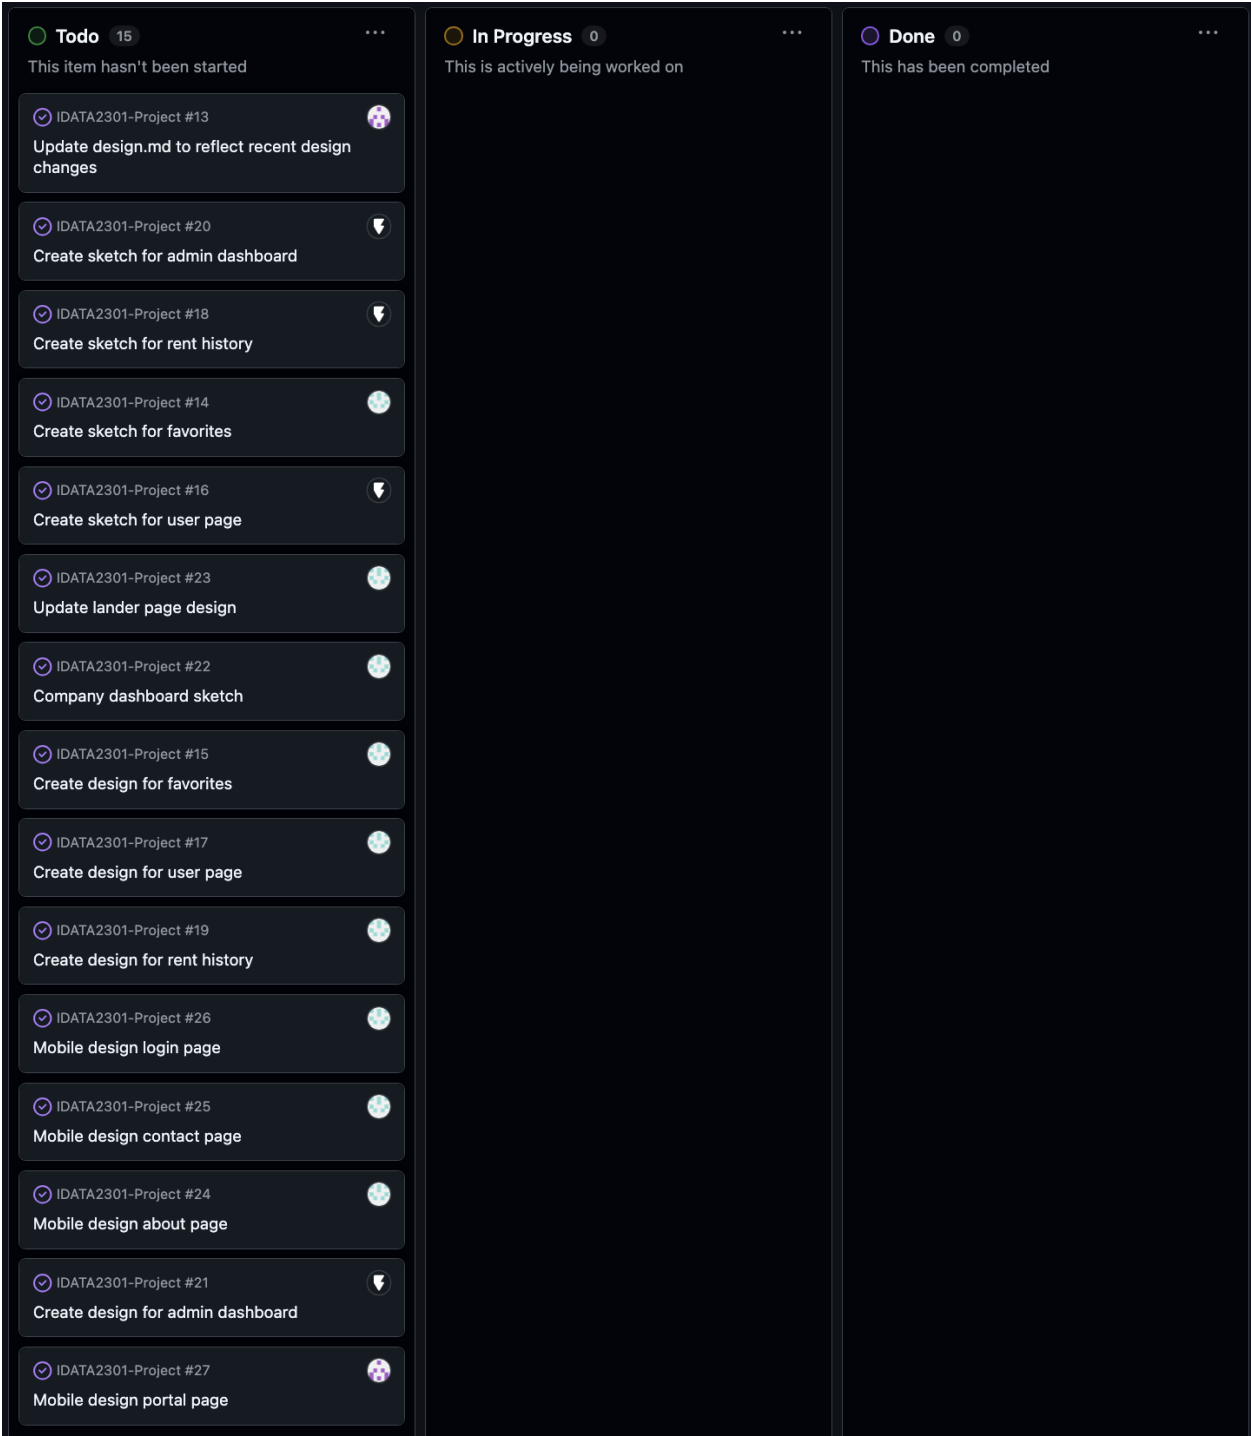 Todo 15
This item hasn't been started
IDATA2301-Project #13
Update design.md to reflect recent design
changes
IDATA2301-Project #20
Create sketch for admin dashboard
IDATA2301-Project #18
Create sketch for rent history
IDATA2301-Project #14
Create sketch for favorites
IDATA2301-Project #16
Create sketch for user page
IDATA2301-Project #23
Update lander page design
IDATA2301-Project #22
Company dashboard sketch
IDATA2301-Project #15
Create design for favorites
IDATA2301-Project #17
Create design for user page
IDATA2301-Project #19
Create design for rent history
IDATA2301-Project #26
Mobile design login page
IDATA2301-Project #25
Mobile design contact page
IDATA2301-Project #24
Mobile design about page
IDATA2301-Project #21
Create design for admin dashboard
IDATA2301-Project #27
Mobile design portal page
In Progress 0
This is actively being worked on
Done 0
This has been completed